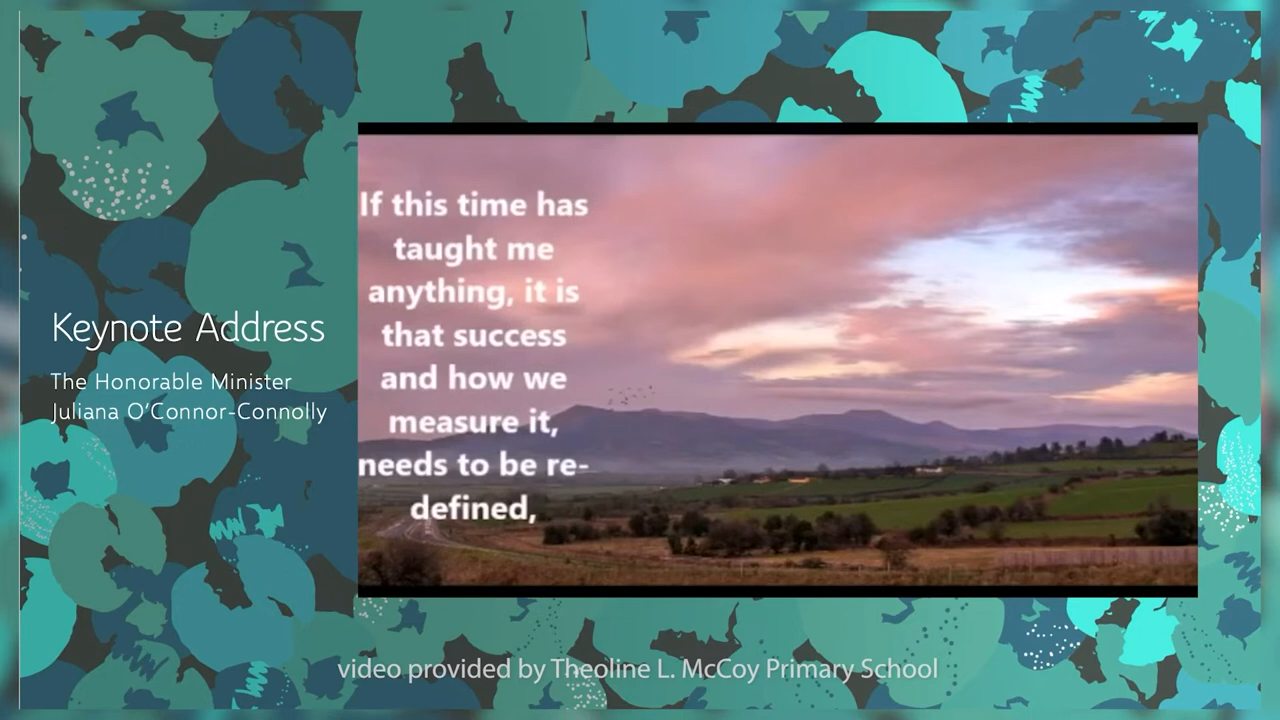 Keynote Address
The Honorable Minister
Juliana O'Connor-Connolly
If this time has
taught me
anything, it is
that success
and how we
measure it,
needs to be re-
defined,
video provided by Theoline L. McCoy Primary School